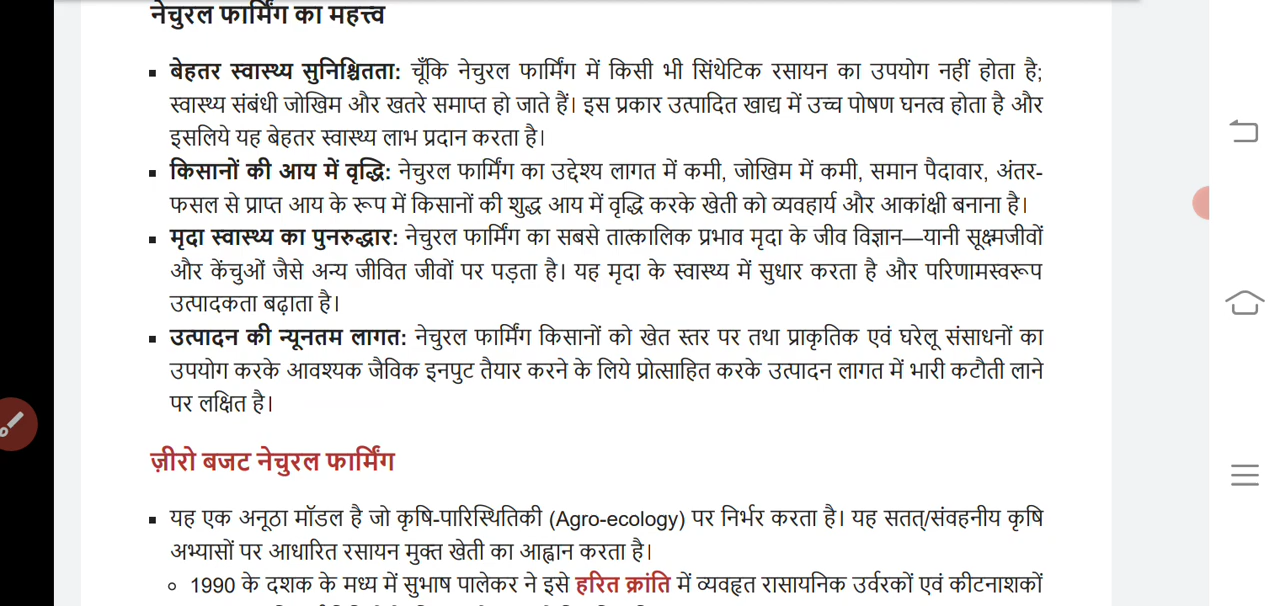 नेचुरल फार्मिंग का महत्त्व
▪ बेहतर स्वास्थ्य सुनिश्चितता: चूँकि नेचुरल फार्मिंग में किसी भी सिंथेटिक रसायन का उपयोग नहीं होता है;
स्वास्थ्य संबंधी जोखिम और खतरे समाप्त हो जाते हैं। इस प्रकार उत्पादित खाद्य में उच्च पोषण घनत्व होता है और
इसलिये यह बेहतर स्वास्थ्य लाभ प्रदान करता है।
▪ किसानों की आय में वृद्धि: नेचुरल फार्मिंग का उद्देश्य लागत में कमी, जोखिम में कमी, समान पैदावार, अंतर-
फसल से प्राप्त आय के रूप में किसानों की शुद्ध आय में वृद्धि करके खेती को व्यवहार्य और आकांक्षी बनाना है।
▪ मृदा स्वास्थ्य का पुनरुद्धार: नेचुरल फार्मिंग का सबसे तात्कालिक प्रभाव मृदा के जीव विज्ञान—यानी सूक्ष्मजीवों
और केंचुओं जैसे अन्य जीवित जीवों पर पड़ता है। यह मृदा के स्वास्थ्य में सुधार करता है और परिणामस्वरूप
उत्पादकता बढ़ाता है।
▪ उत्पादन की न्यूनतम लागत: नेचुरल फार्मिंग किसानों को खेत स्तर पर तथा प्राकृतिक एवं घरेलू संसाधनों का
उपयोग करके आवश्यक जैविक इनपुट तैयार करने के लिये प्रोत्साहित करके उत्पादन लागत में भारी कटौती लाने
पर लक्षित है।
ज़ीरो बजट नेचुरल फार्मिंग
▪ यह एक अनूठा मॉडल है जो कृषि-पारिस्थितिकी (Agro-ecology) पर निर्भर करता है। यह सतत्/संवहनीय कृषि
अभ्यासों पर आधारित रसायन मुक्त खेती का आह्वान करता है।
○ 1990 के दशक के मध्य में सुभाष पालेकर ने इसे हरित क्रांति में व्यवहृत रासायनिक उर्वरकों एवं कीटनाशकों